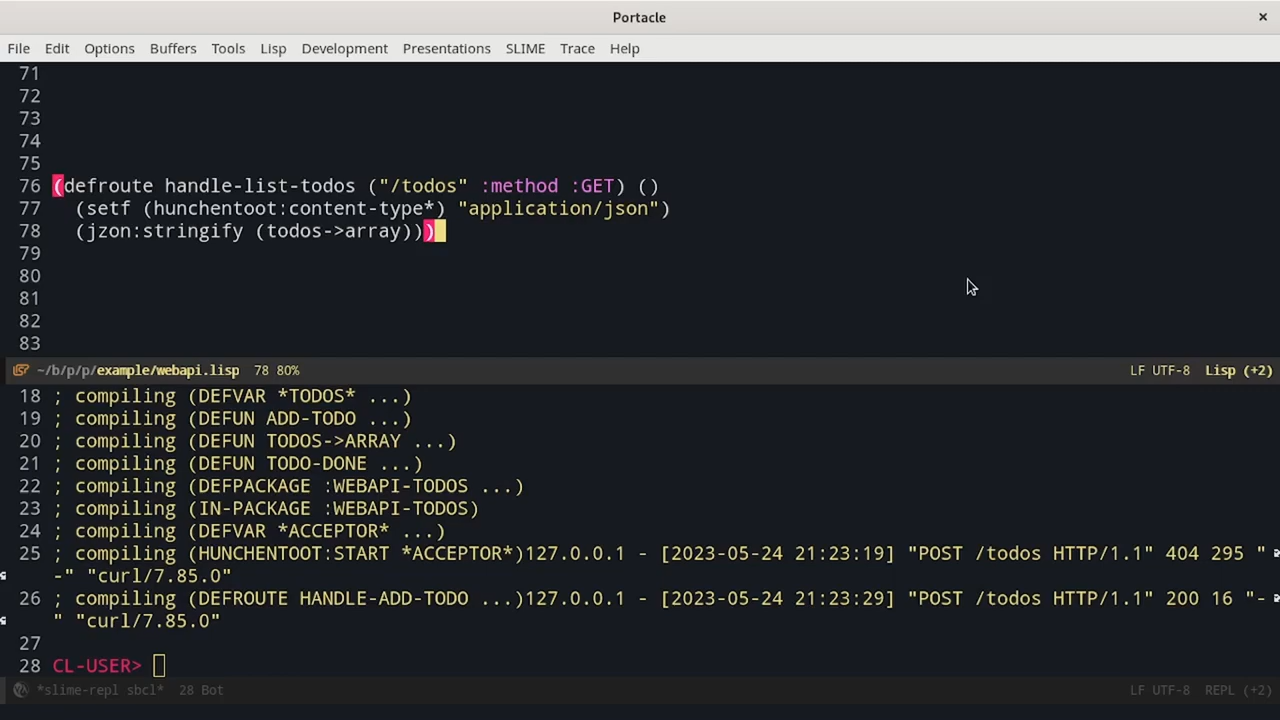 Portacle
×
File Edit Options Buffers Tools Lisp Development Presentations SLIME Trace Help
71
72
73
74
75
76 (defroute handle-list-todos ("/todos" :method :GET) ()
77   (setf (hunchentoot:content-type*) "application/json")
78   (jzon:stringify (todos->array)))
79
80
81
82
83
~/b/p/p/example/webapi.lisp 78 80% LF UTF-8 Lisp (+2)
18 ; compiling (DEFVAR *TODOS* ...)
19 ; compiling (DEFUN ADD-TODO ...)
20 ; compiling (DEFUN TODOS->ARRAY ...)
21 ; compiling (DEFUN TODO-DONE ...)
22 ; compiling (DEFPACKAGE :WEBAPI-TODOS ...)
23 ; compiling (IN-PACKAGE :WEBAPI-TODOS)
24 ; compiling (DEFVAR *ACCEPTOR* ...)
25 ; compiling (HUNCHENTOOT:START *ACCEPTOR*)127.0.0.1 - [2023-05-24 21:23:19] "POST /todos HTTP/1.1" 404 295 "
-" "curl/7.85.0"
26 ; compiling (DEFROUTE HANDLE-ADD-TODO ...)127.0.0.1 - [2023-05-24 21:23:29] "POST /todos HTTP/1.1" 200 16 "-
" "curl/7.85.0"
27
28 CL-USER>
*slime-repl sbcl* 28 Bot LF UTF-8 REPL (+2)